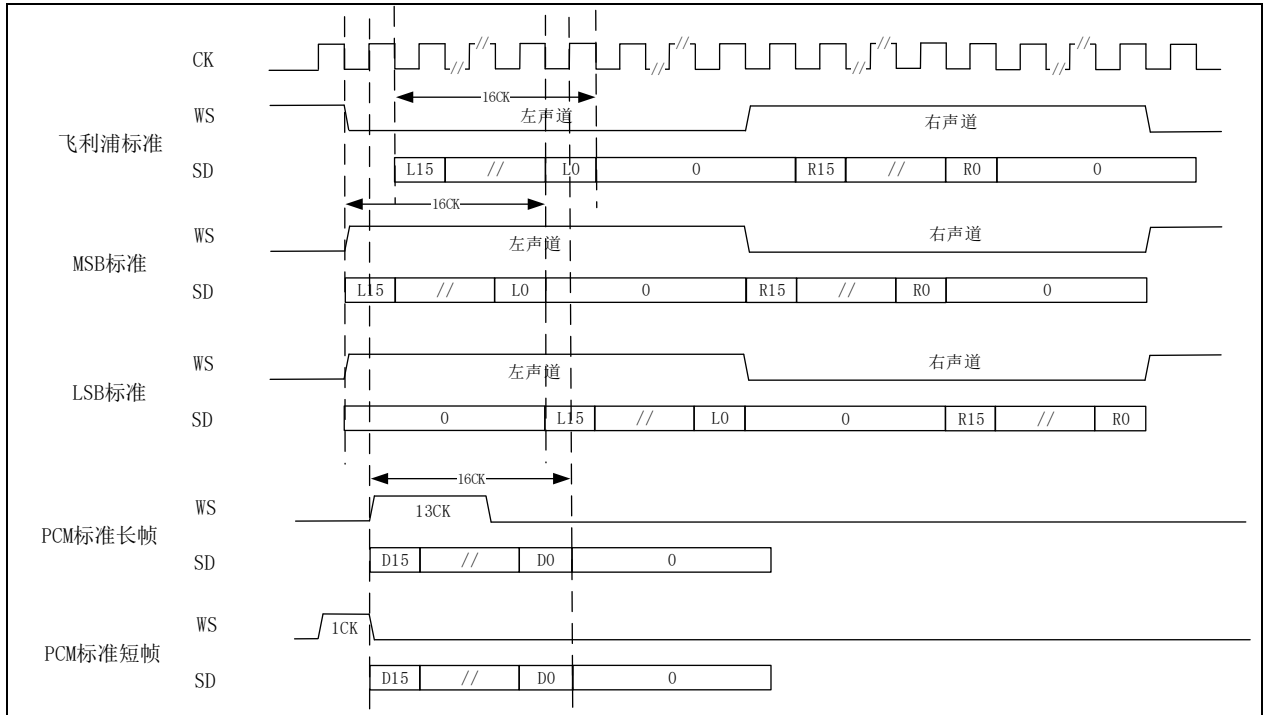 CK // // // // // // // //
16CK
飞利浦标准 WS 左声道 右声道
SD L15 // L0 0 R15 // R0 0
16CK
MSB标准 WS 左声道 右声道
SD L15 // L0 0 R15 // R0 0
LSB标准 WS 左声道 右声道
SD 0 L15 // L0 0 R15 // R0
16CK
PCM标准长帧 WS 13CK
SD D15 // D0 0
PCM标准短帧 WS 1CK
SD D15 // D0 0